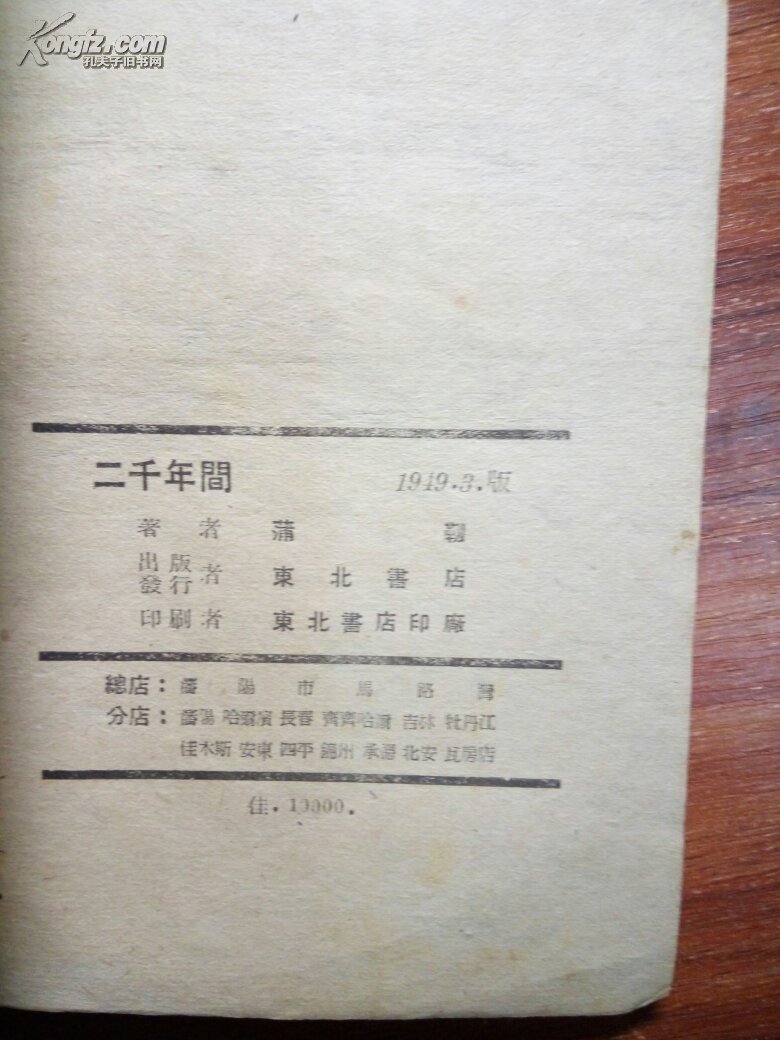 Kongfz.com
孔夫子旧书网
二千年間 1949.3.版
著者 蒲韌
出版發行者 東北書店
印刷者 東北書店印廠
總店：瀋陽市馬路灣
分店：瀋陽 哈爾濱 長春 齊齊哈爾 吉林 牡丹江
佳木斯 安東 四平 錦州 承德 北安 瓦房店
佳．10000．